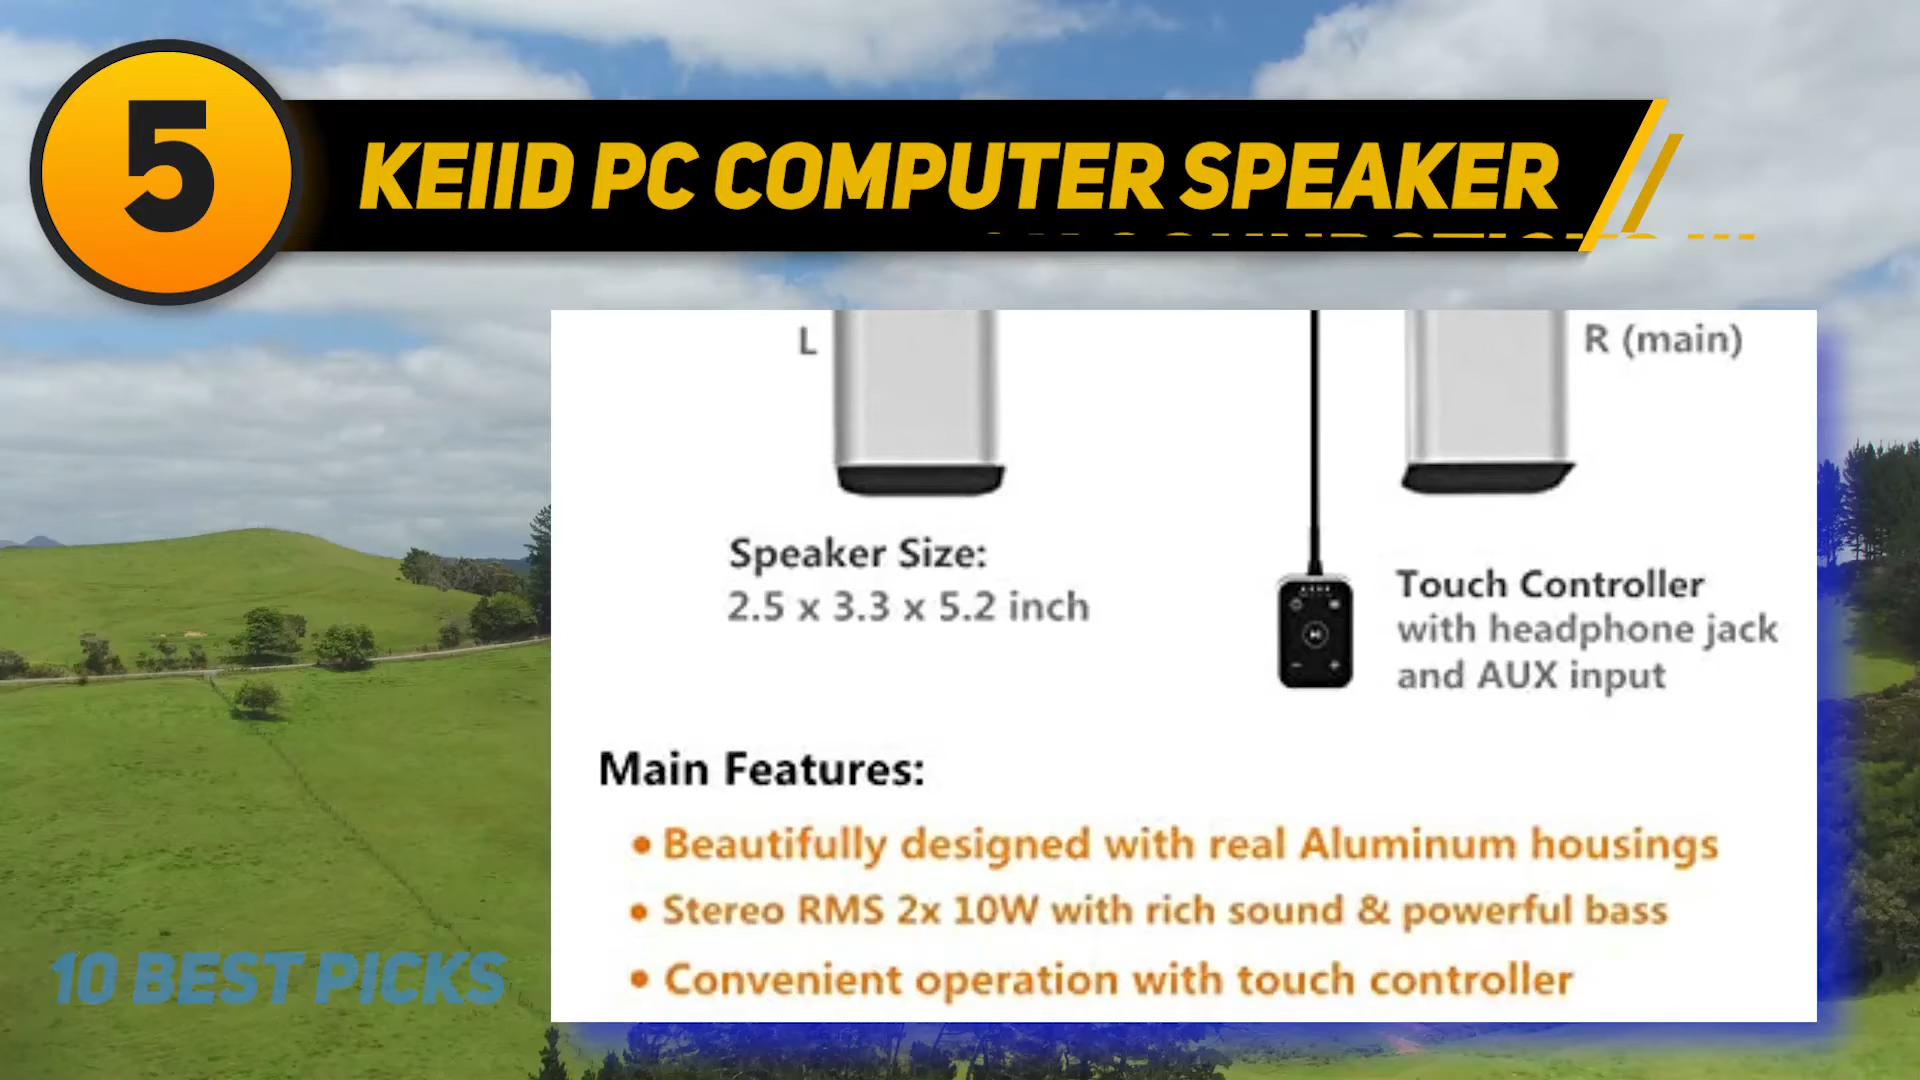 5
KEIID PC COMPUTER SPEAKER
L
R (main)
Speaker Size:
2.5 x 3.3 x 5.2 inch
Touch Controller
with headphone jack
and AUX input
Main Features:
• Beautifully designed with real Aluminum housings
• Stereo RMS 2x 10W with rich sound & powerful bass
• Convenient operation with touch controller
10 BEST PICKS